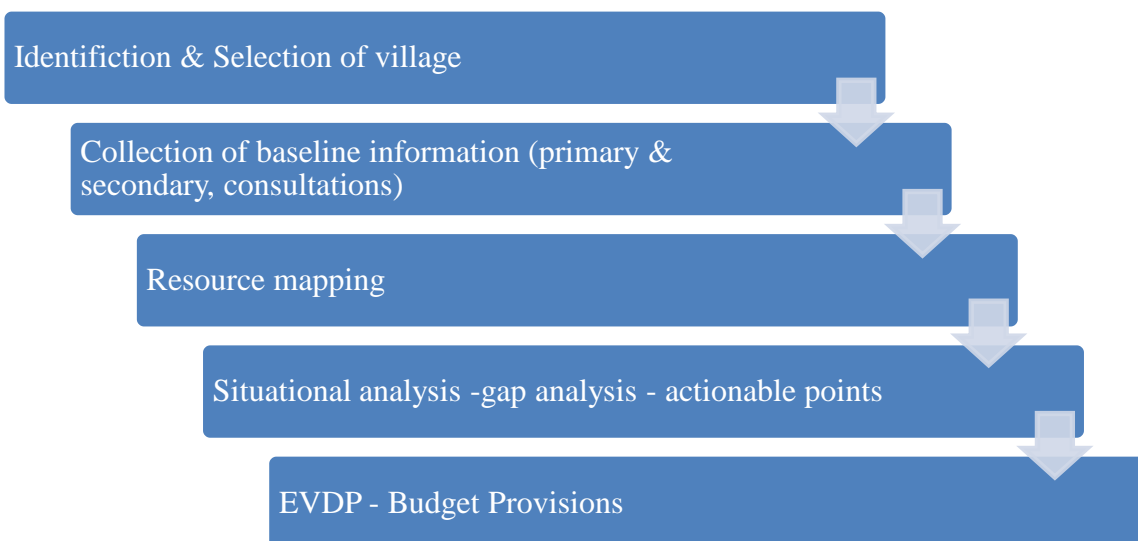 Identifiction & Selection of village
Collection of baseline information (primary &
secondary, consultations)
Resource mapping
Situational analysis -gap analysis - actionable points
EVDP - Budget Provisions